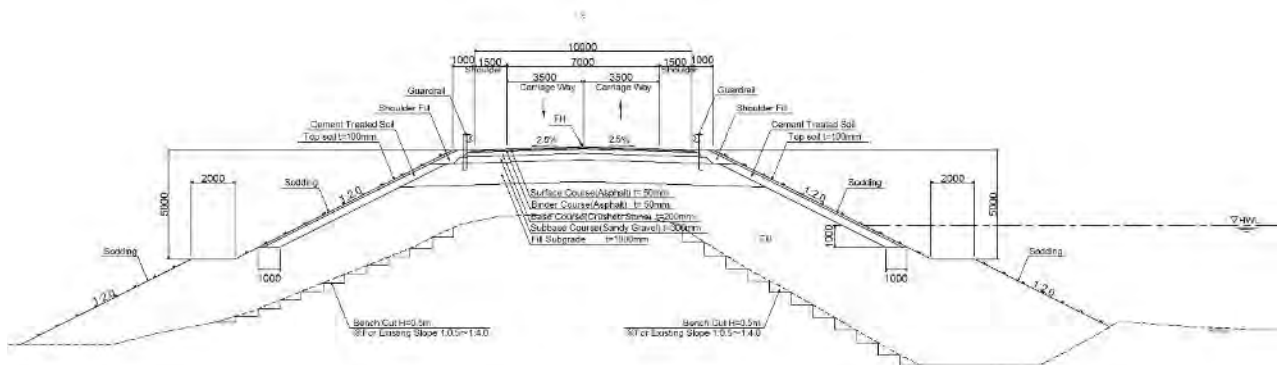 10000
1000 1500 7000 1500 1000
Shoulder Shoulder
3500 3500
Carriage Way Carriage Way
Guardrail Guardrail
Shoulder Fill Shoulder Fill
Cement Treated Soil Cement Treated Soil
Top soil t=100mm Top soil t=100mm
FH
2.5%
5000 2000 Sodding 1:2.0
Sodding 1:2.0 2000 5000
Surface Course(Asphalt) t= 50mm
Binder Course(Asphalt) t= 50mm
Base Course(Crusher Stone) t=200mm
Subbase Course(Sandy Gravel) t=300mm
Fill Subgrade t=1000mm
HWL
1000
Sodding Sodding
1000 1000
1:2.0 1:2.0
Bench Cut H=0.5m Bench Cut H=0.5m
※For Existing Slope 1:0.5~1:4.0 ※For Existing Slope 1:0.5~1:4.0